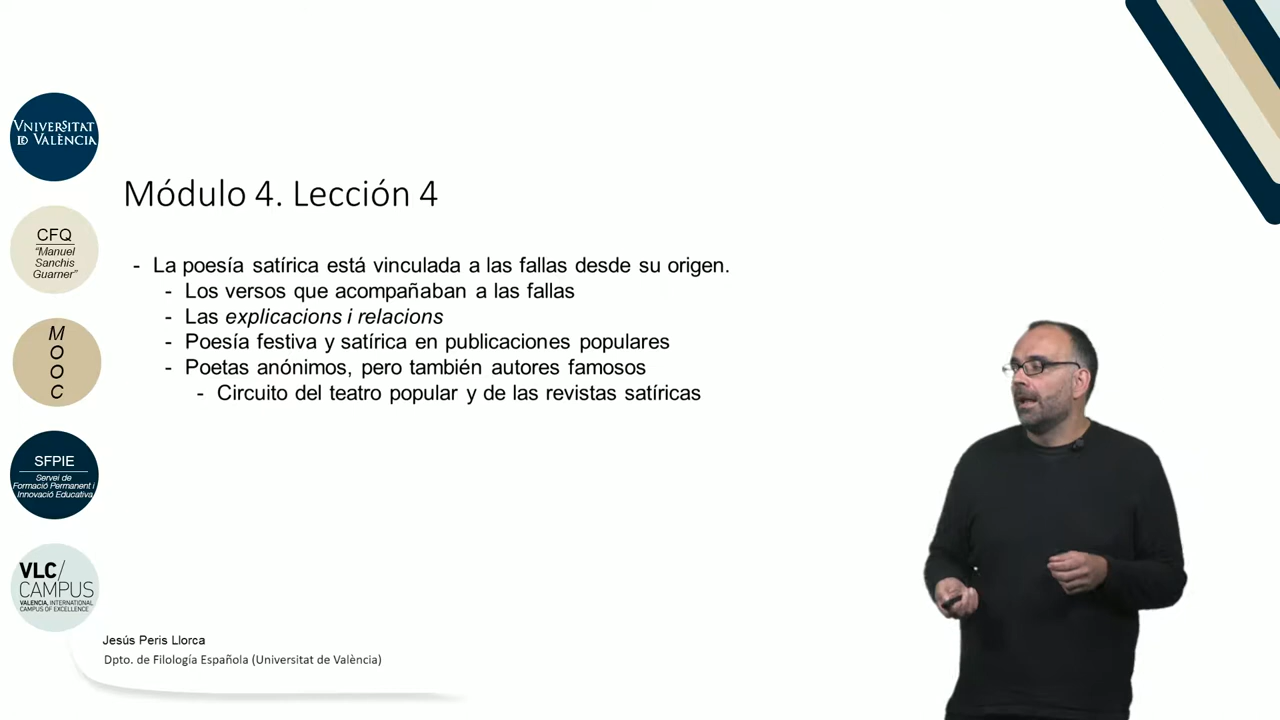 VNIVERSITAT
ID VALÈNCIA
CFQ
“Manuel
Sanchis
Guarner”
M
O
O
C
SFPIE
Servei de
Formació Permanent i
Innovació Educativa
VLC/
CAMPUS
VALENCIA, INTERNATIONAL
CAMPUS OF EXCELLENCE
Módulo 4. Lección 4
- La poesía satírica está vinculada a las fallas desde su origen.
- Los versos que acompañaban a las fallas
- Las explicacions i relacions
- Poesía festiva y satírica en publicaciones populares
- Poetas anónimos, pero también autores famosos
- Circuito del teatro popular y de las revistas satíricas
Jesús Peris Llorca
Dpto. de Filología Española (Universitat de València)